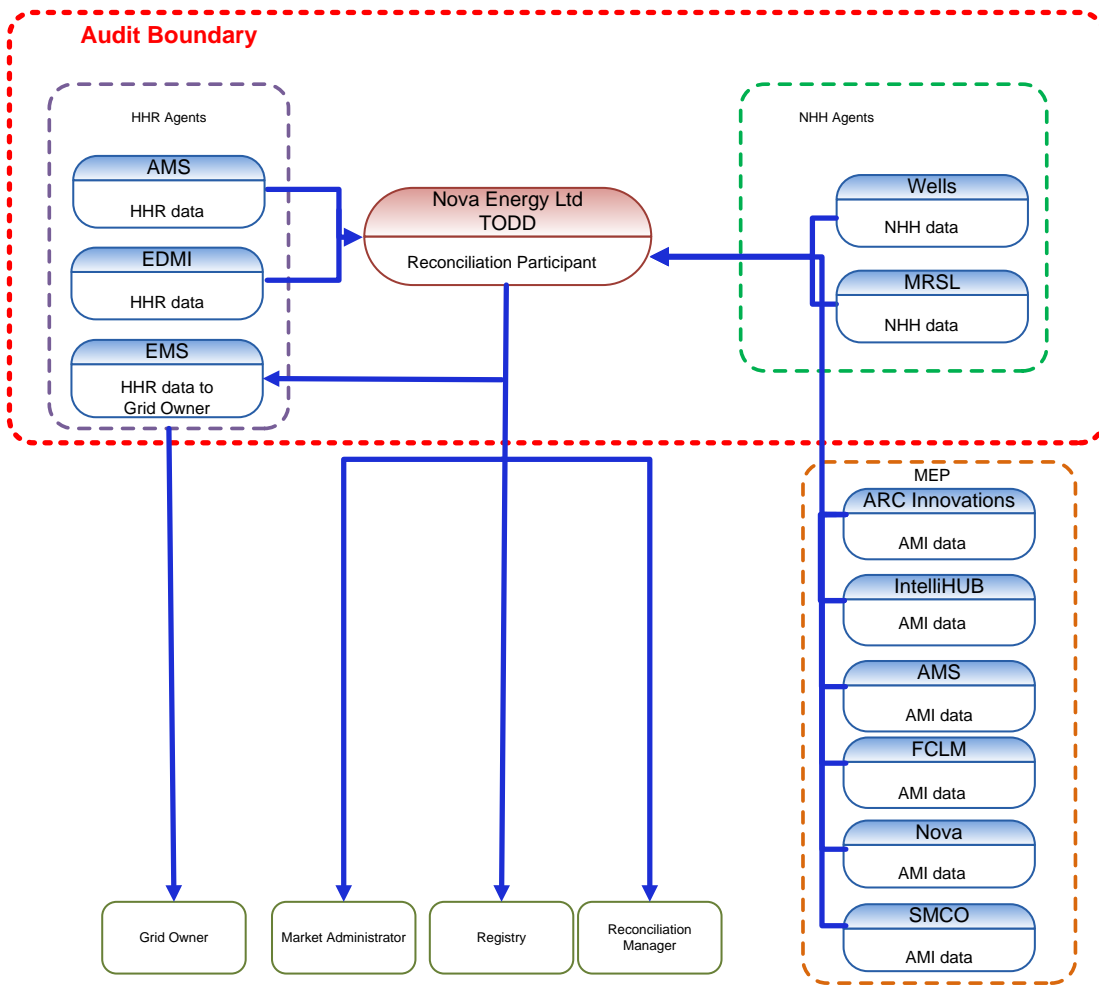 Audit Boundary
HHR Agents
AMS
HHR data
EDMI
HHR data
EMS
HHR data to
Grid Owner
Nova Energy Ltd
TODD
Reconciliation Participant
NHH Agents
Wells
NHH data
MRSL
NHH data
MEP
ARC Innovations
AMI data
IntelliHUB
AMI data
AMS
AMI data
FCLM
AMI data
Nova
AMI data
SMCO
AMI data
Grid Owner
Market Administrator
Registry
Reconciliation
Manager